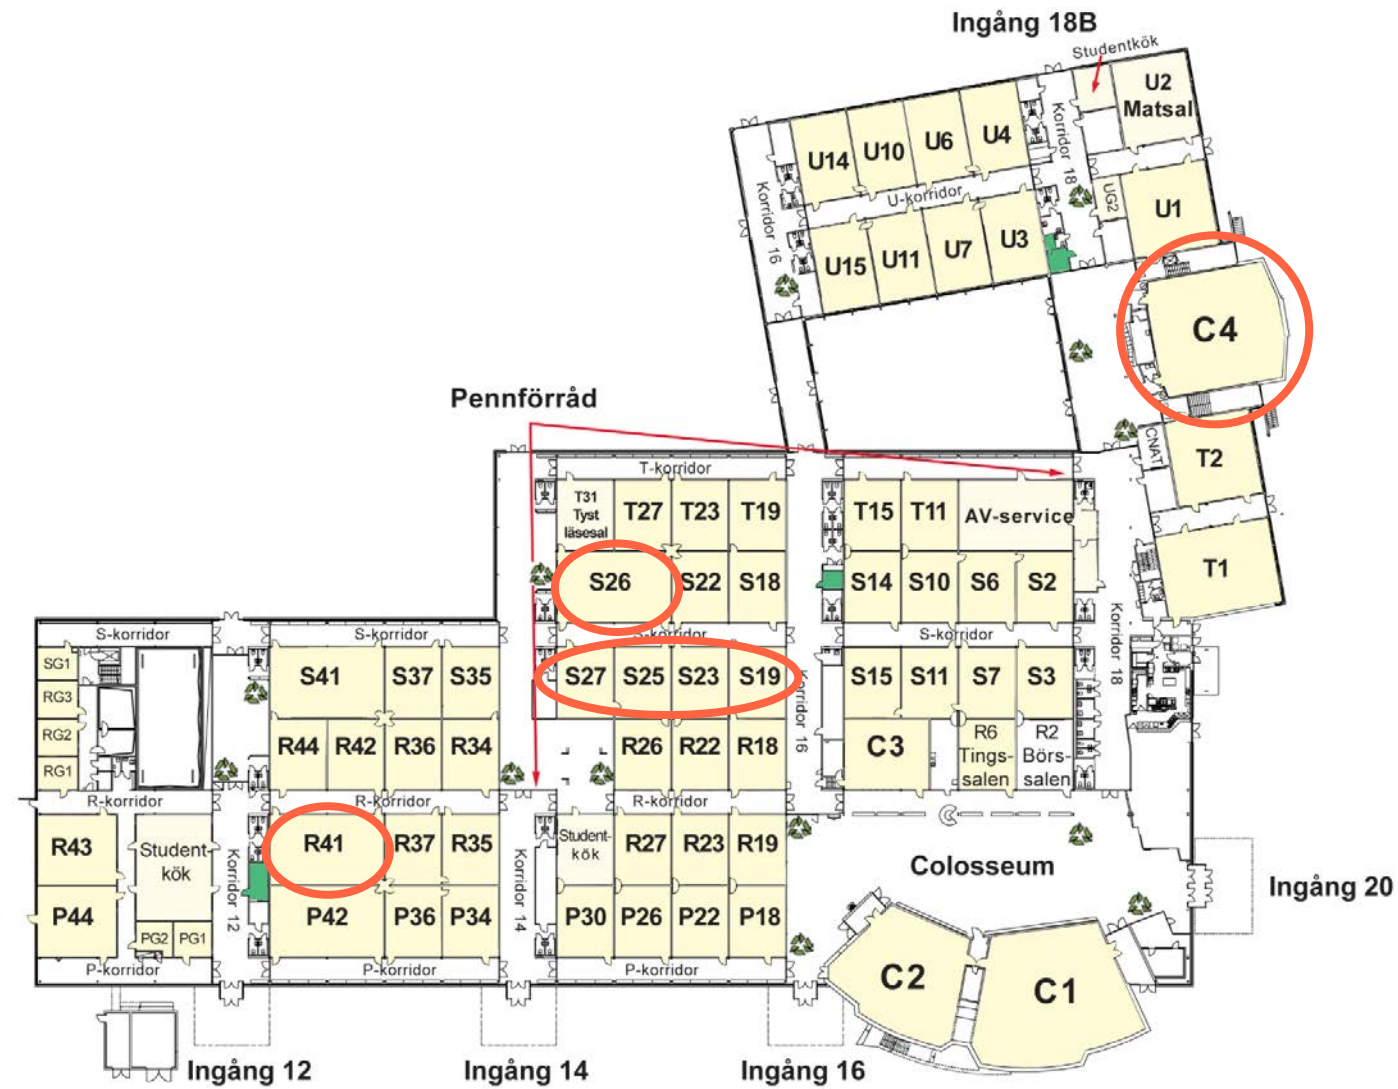 Ingång 18B
Studentkök
U2
Matsal
U14
U10
U6
U4
Korridor 18
Korridor 16
U-korridor
UG2
U1
U15
U11
U7
U3
C4
Pennförråd
CNAT
T2
T-korridor
T31
Tyst
läsesal
T27
T23
T19
T15
T11
AV-service
T1
S26
S22
S18
S14
S10
S6
S2
Korridor 18
S-korridor
S-korridor
S-korridor
S-korridor
SG1
RG3
RG2
RG1
S41
S37
S35
S27
S25
S23
S19
Korridor 16
S15
S11
S7
S3
R44
R42
R36
R34
R26
R22
R18
C3
R6
Tings-
salen
R2
Börs-
salen
R-korridor
R-korridor
R-korridor
R43
Student-
kök
Korridor 12
R41
R37
R35
Korridor 14
Student-
kök
R27
R23
R19
Colosseum
Ingång 20
P44
PG2
PG1
P42
P36
P34
P30
P26
P22
P18
P-korridor
P-korridor
P-korridor
C2
C1
Ingång 12
Ingång 14
Ingång 16